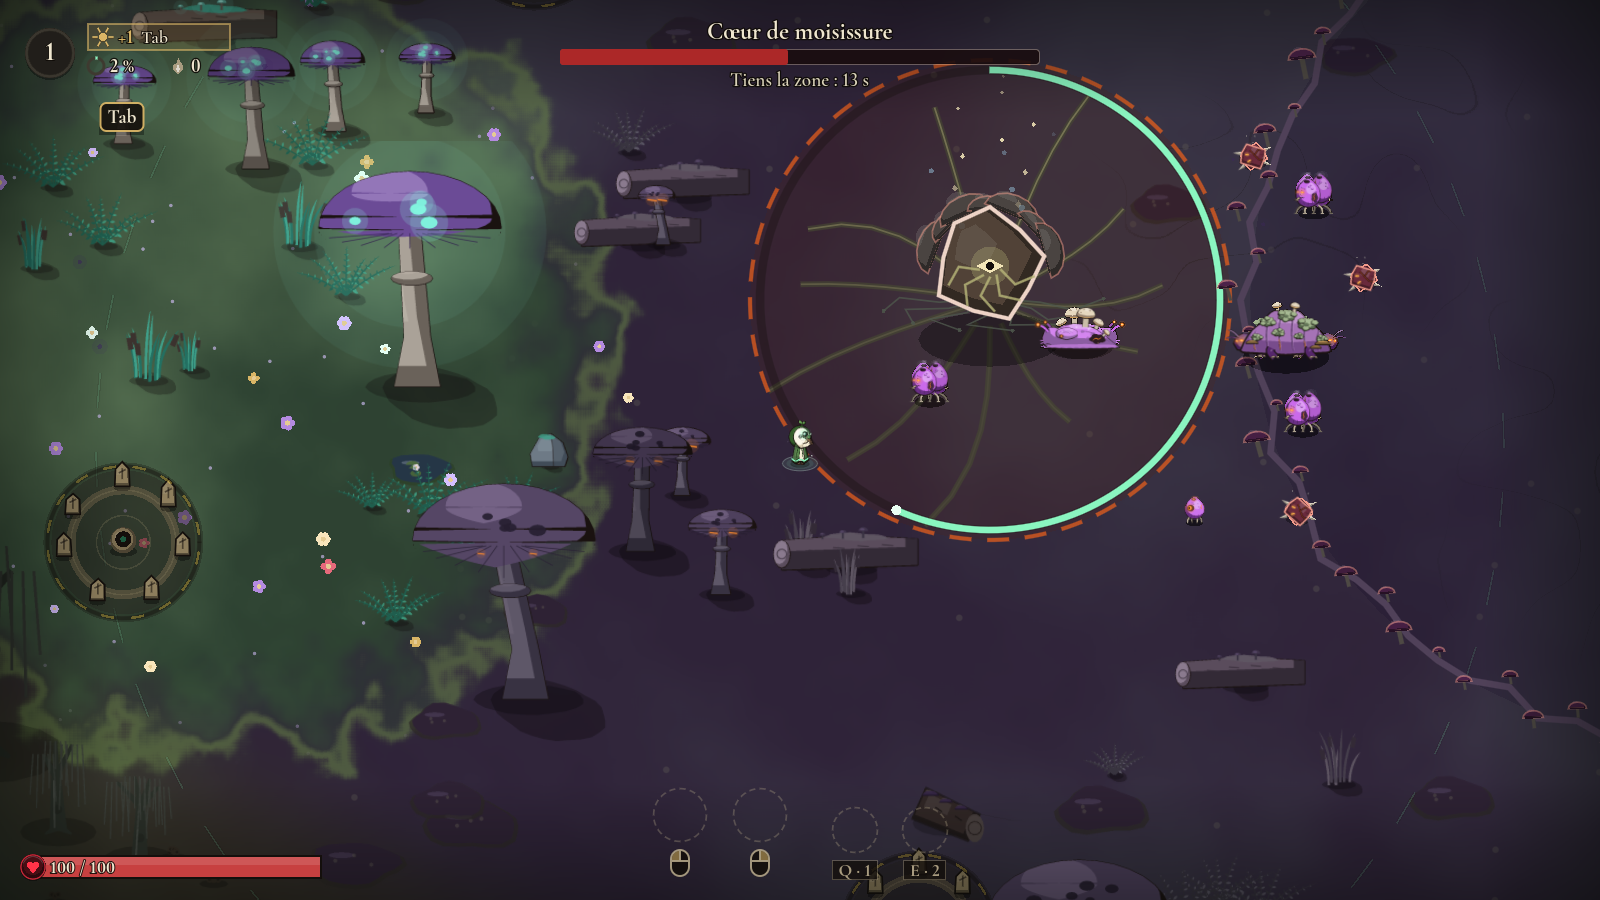 Cœur de moisissure
Tiens la zone : 13 s
1
+1 Tab
2 %
0
Tab
100 / 100
Q · 1
E · 2